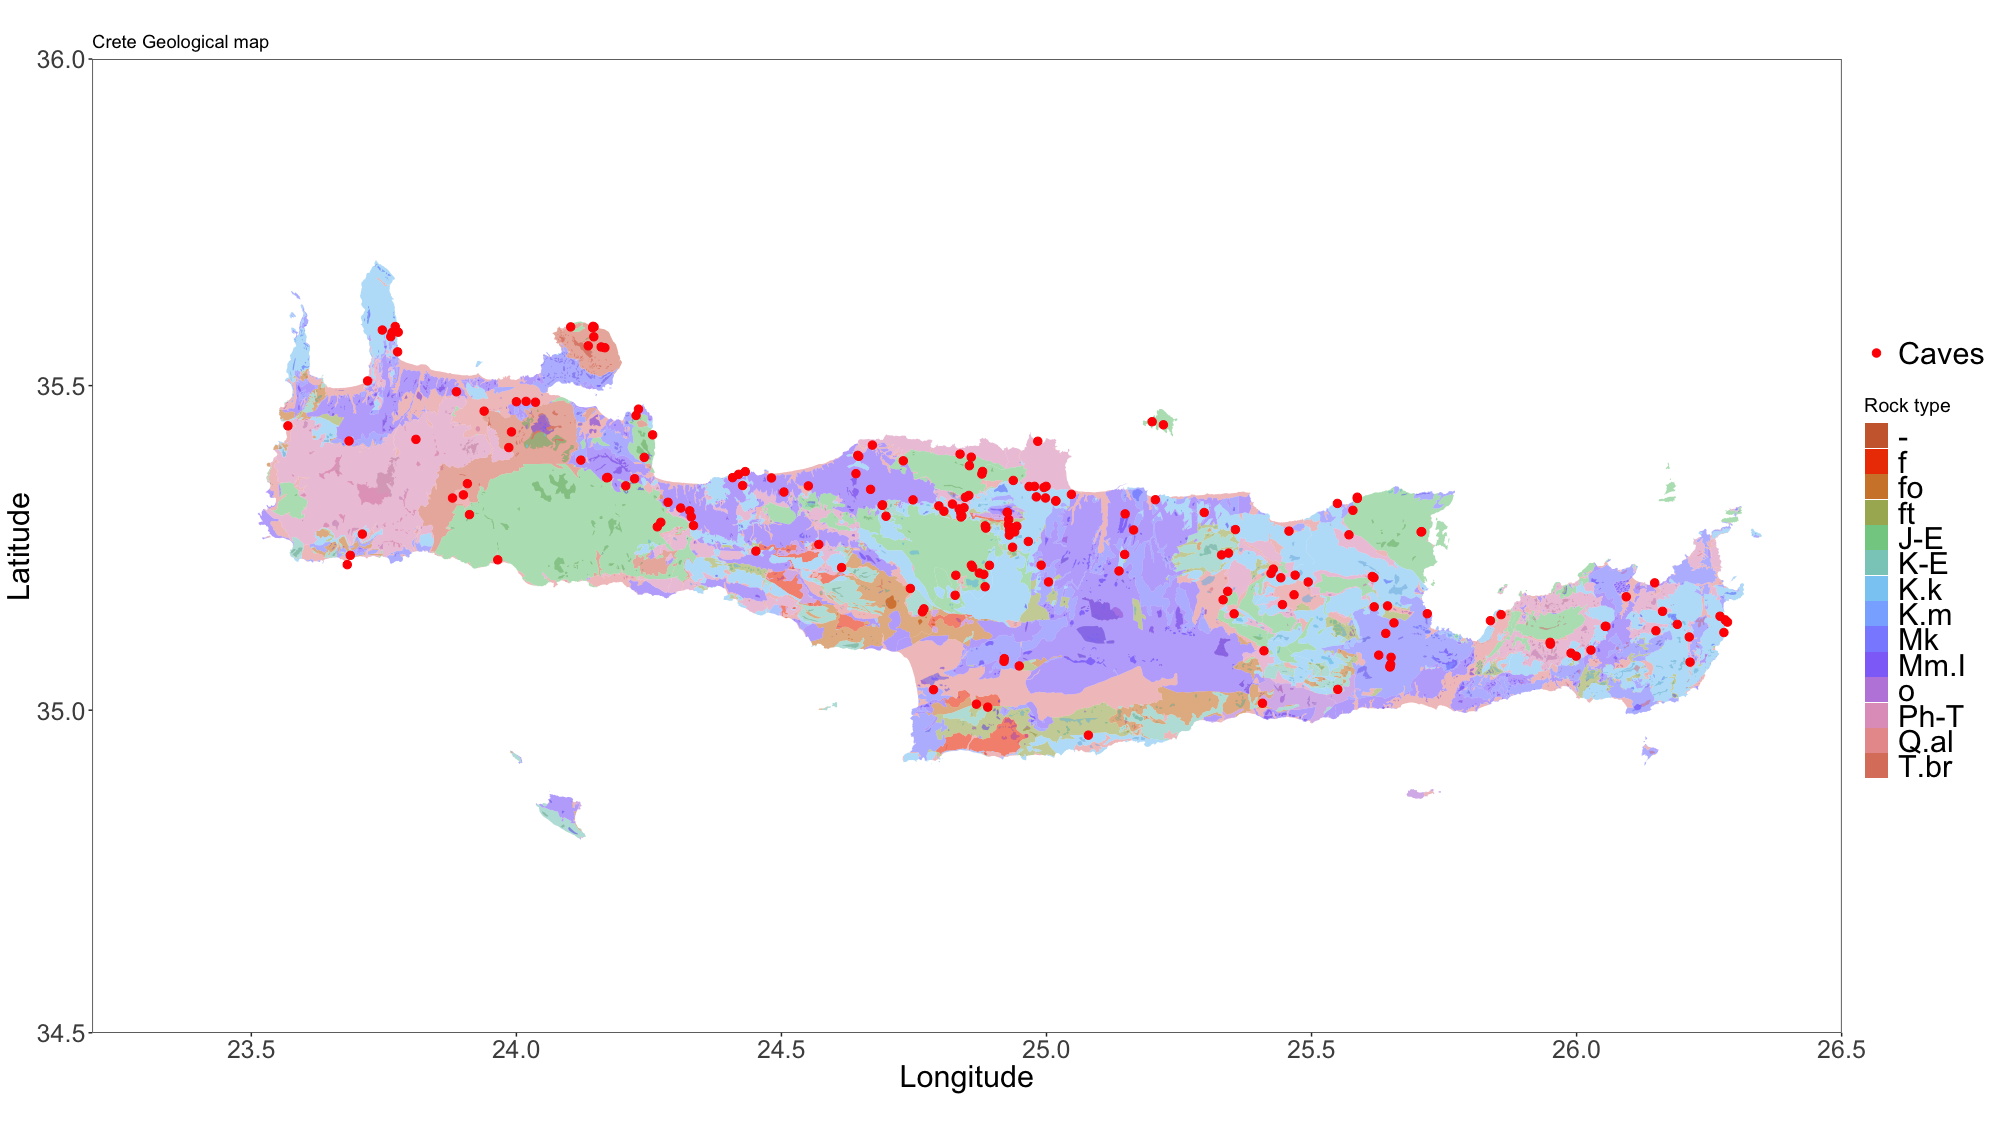 Crete Geological map
36.0
35.5
35.0
34.5
Latitude
23.5 24.0 24.5 25.0 25.5 26.0 26.5
Longitude
Caves
Rock type
-
f
fo
ft
J-E
K-E
K.k
K.m
Mk
Mm.I
o
Ph-T
Q.al
T.br